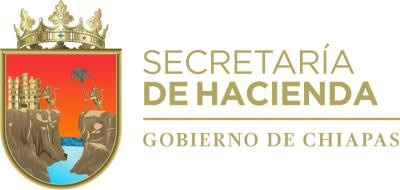 SECRETARÍA
DE HACIENDA
GOBIERNO DE CHIAPAS